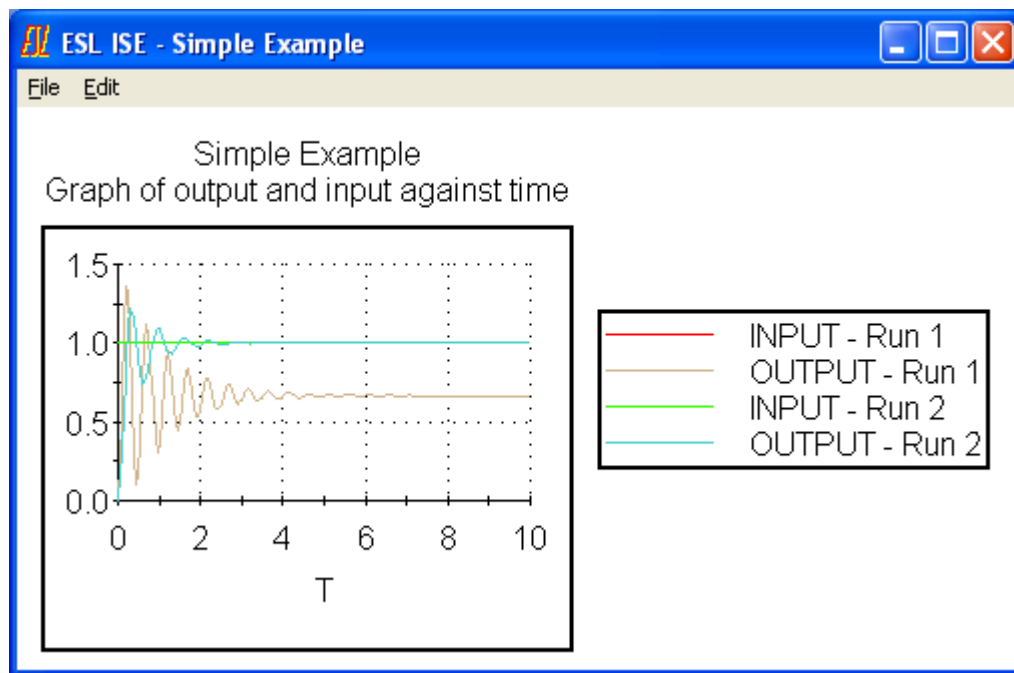 ESL ISE - Simple Example
File Edit
Simple Example
Graph of output and input against time
1.5
1.0
0.5
0.0
0 2 4 6 8 10
T
INPUT - Run 1
OUTPUT - Run 1
INPUT - Run 2
OUTPUT - Run 2